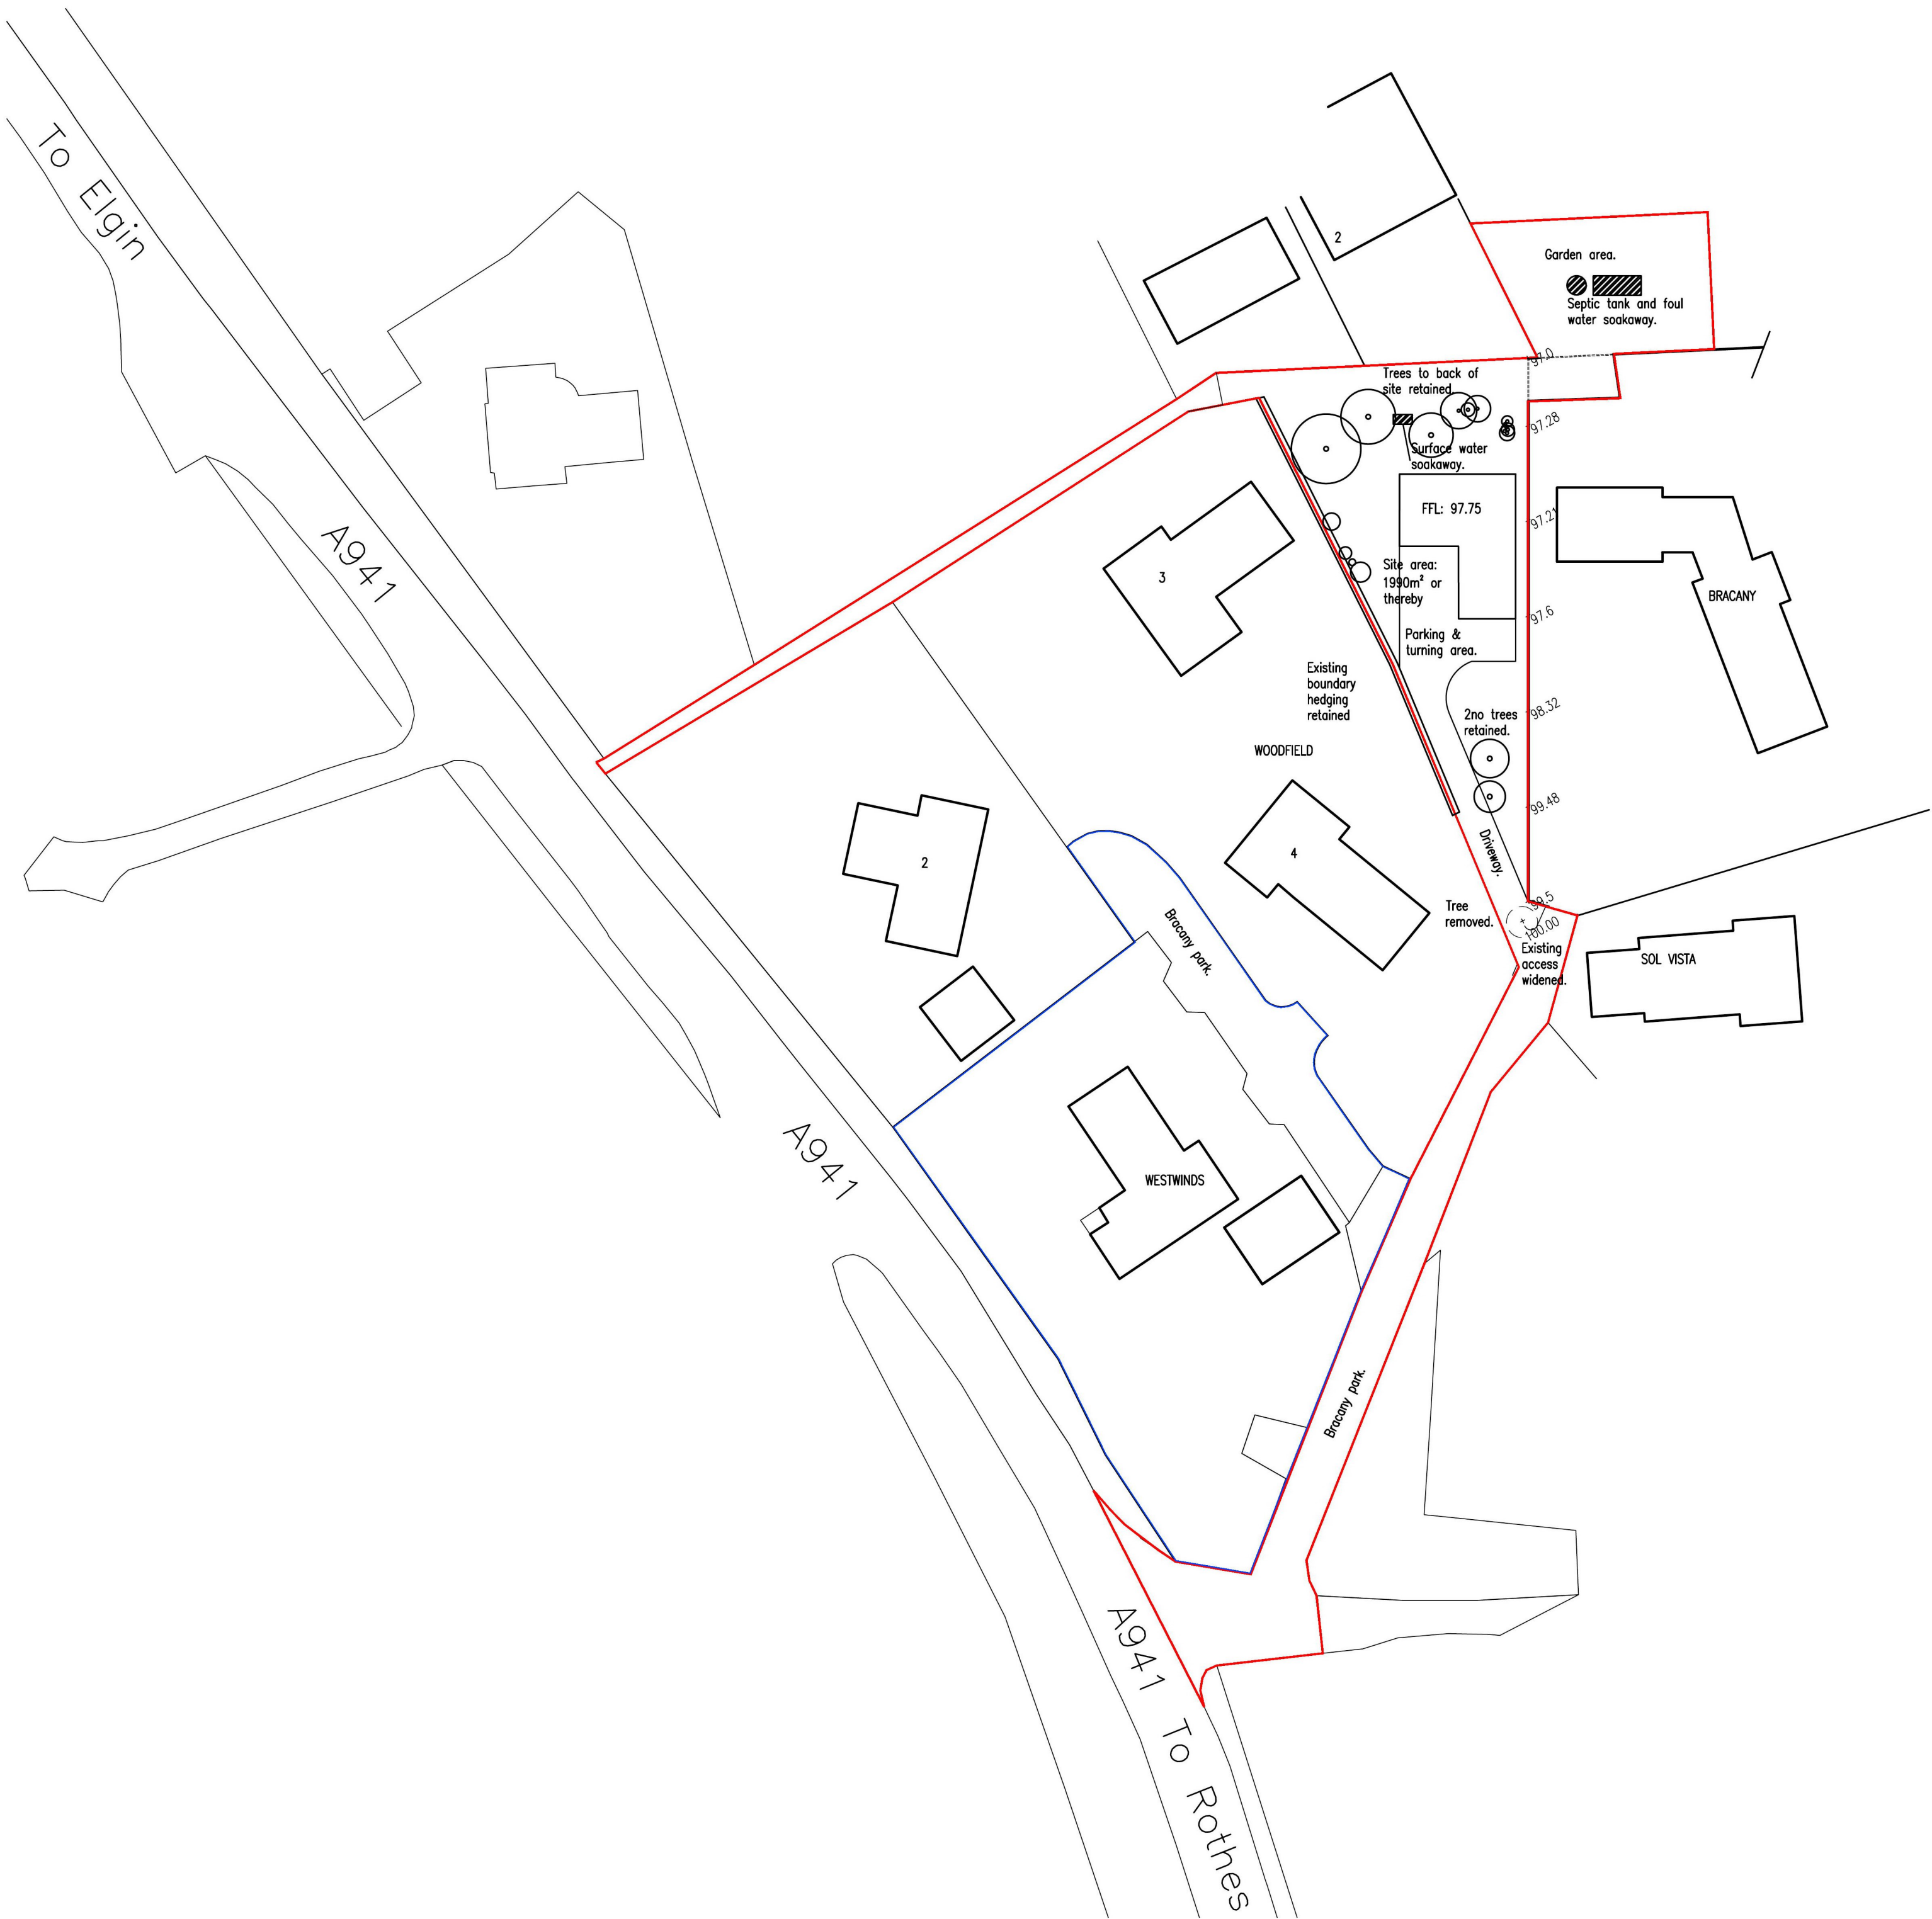 To Elgin
A941
2
Garden area.
Septic tank and foul
water soakaway.
97.0
Trees to back of
site retained.
97.28
Surface water
soakaway.
FFL: 97.75
97.21
3
Site area:
1990m² or
thereby
BRACANY
97.6
Parking &
turning area.
Existing
boundary
hedging
retained
98.32
2no trees
retained.
WOODFIELD
99.48
2
4
Driveway.
Tree
removed.
99.5
100.00
Existing
access
widened.
SOL VISTA
Bracany park.
A941
WESTWINDS
Bracany park.
A941 To Rothes